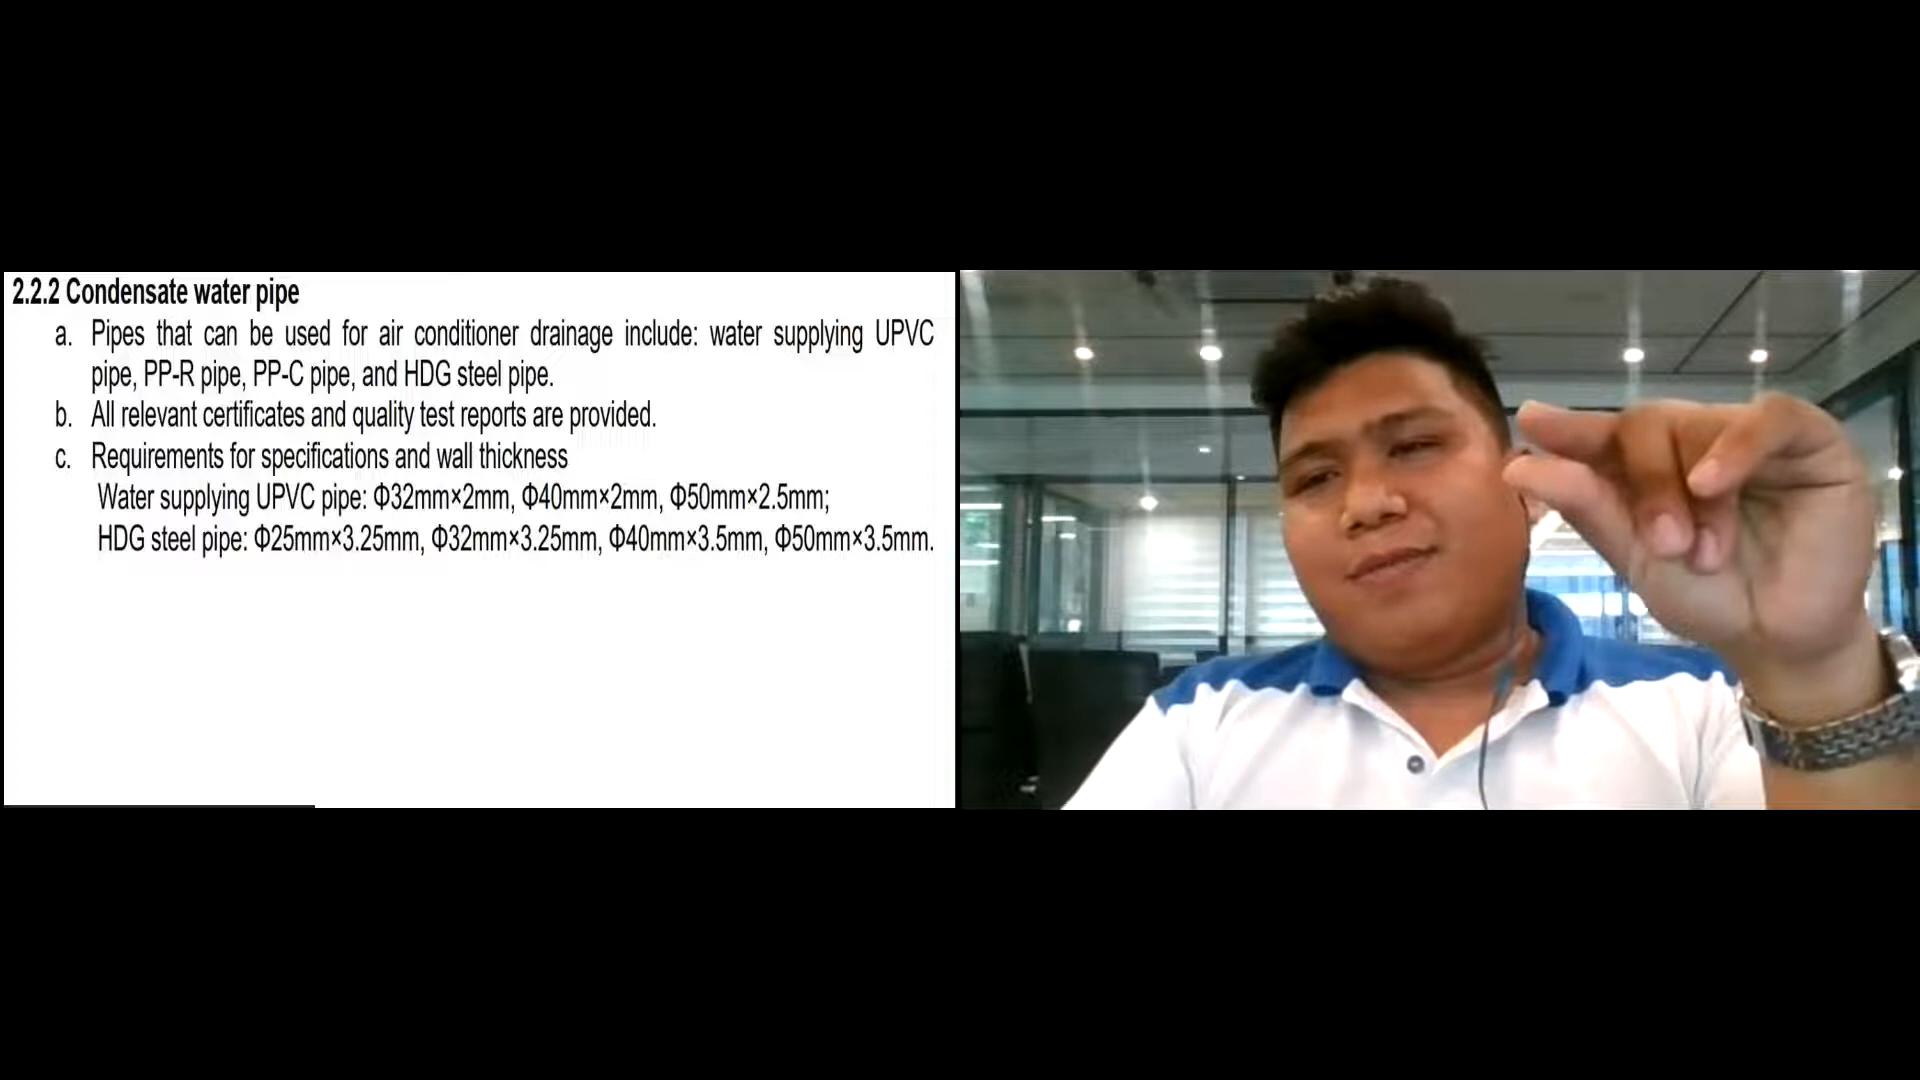 2.2.2 Condensate water pipe
a. Pipes that can be used for air conditioner drainage include: water supplying UPVC
pipe, PP-R pipe, PP-C pipe, and HDG steel pipe.
b. All relevant certificates and quality test reports are provided.
c. Requirements for specifications and wall thickness
Water supplying UPVC pipe: Φ32mm×2mm, Φ40mm×2mm, Φ50mm×2.5mm;
HDG steel pipe: Φ25mm×3.25mm, Φ32mm×3.25mm, Φ40mm×3.5mm, Φ50mm×3.5mm.